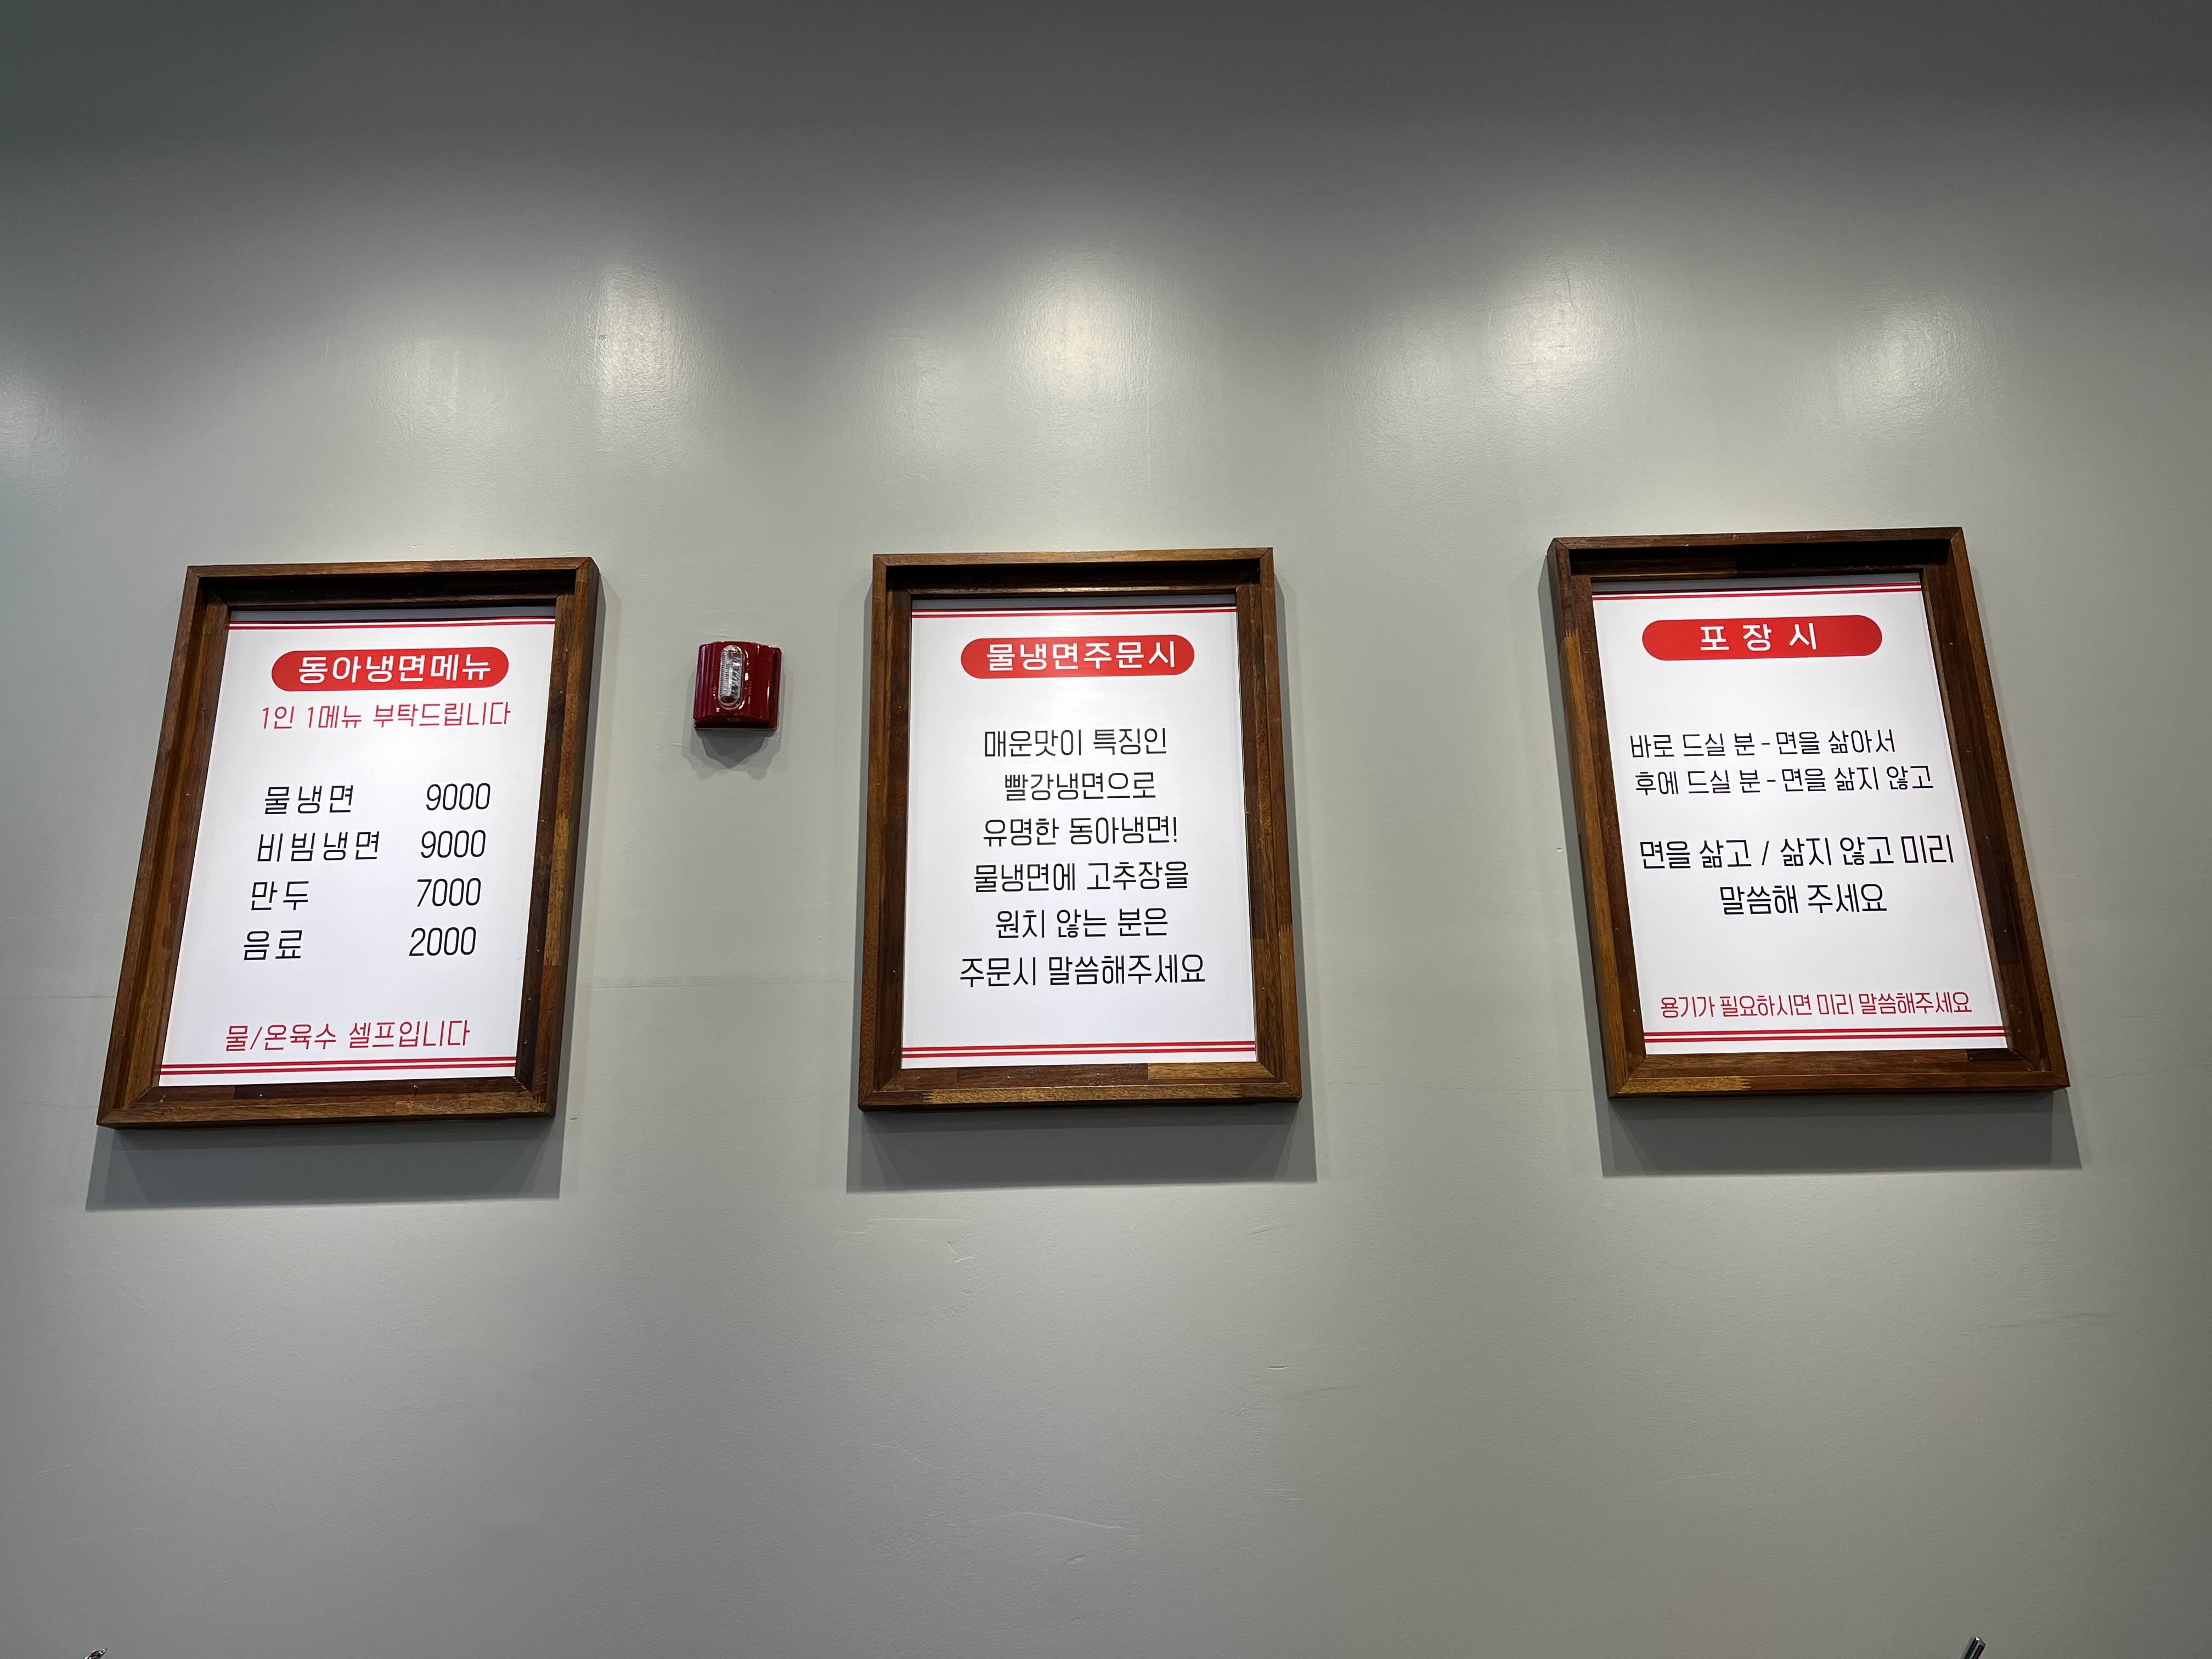 동아냉면메뉴
1인 1메뉴 부탁드립니다
물냉면 9000
비빔냉면 9000
만두 7000
음료 2000
물/온육수 셀프입니다
물냉면주문시
매운맛이 특징인
빨강냉면으로
유명한 동아냉면!
물냉면에 고추장을
원치 않는 분은
주문시 말씀해주세요
포장시
바로 드실 분-면을 삶아서
후에 드실 분-면을 삶지 않고
면을 삶고 / 삶지 않고 미리
말씀해 주세요
용기가 필요하시면 미리 말씀해주세요